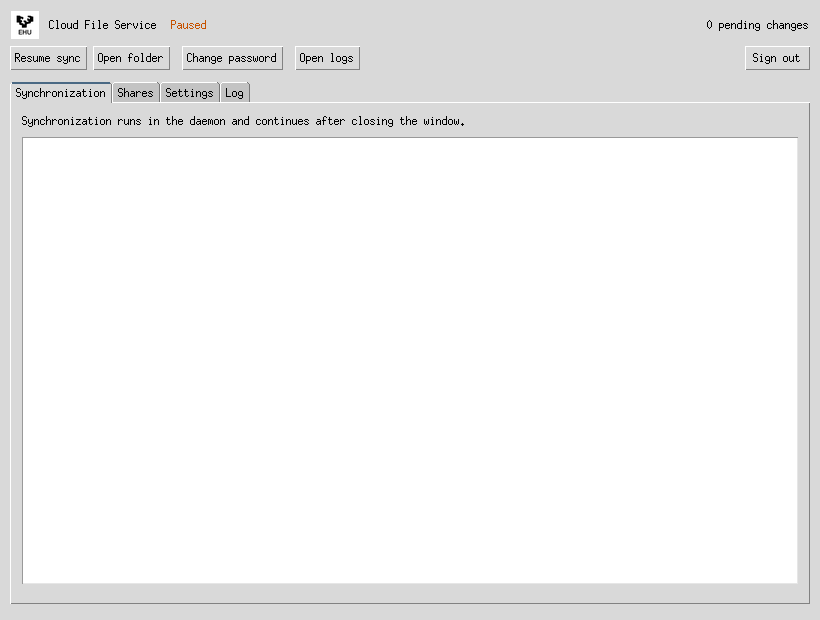 EHU
Cloud File Service Paused 0 pending changes
Resume sync Open folder Change password Open logs Sign out
Synchronization Shares Settings Log
Synchronization runs in the daemon and continues after closing the window.